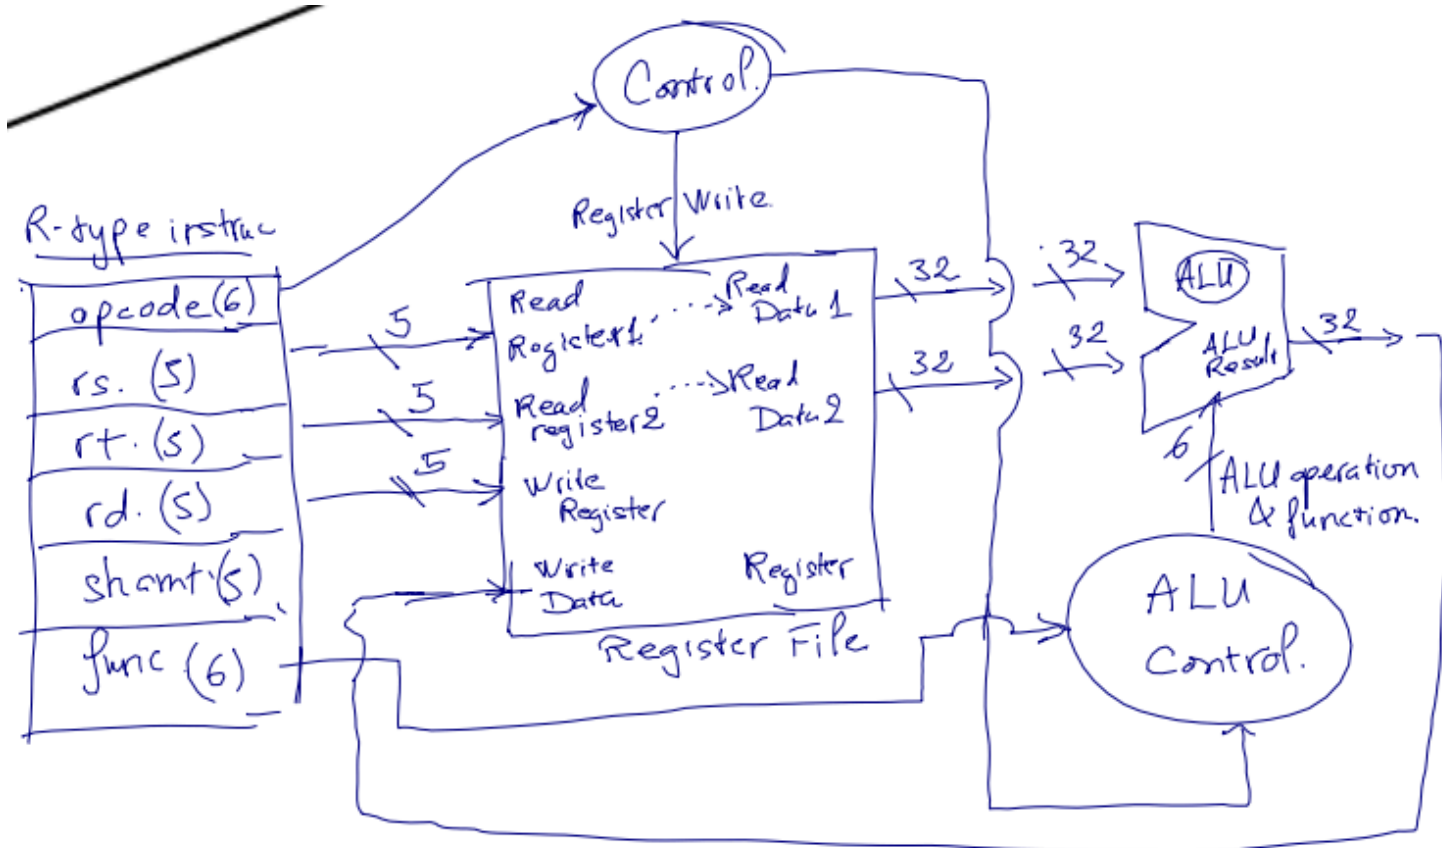 Control.
Register Write
R-type instruc
opcode (6)
rs. (5)
rt. (5)
rd. (5)
shamt. (5)
func (6)
5
5
5
Read
Register1.
Read
register2
Write
Register
Write
Data
Read
Data 1
Read
Data2
Register
Register File
32
32
32
32
ALU
ALU
Result
32
6
ALU operation
& function.
ALU
Control.